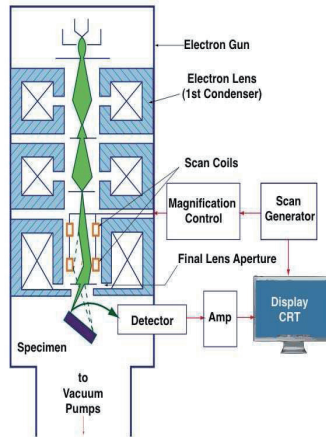 Electron Gun
Electron Lens
(1st Condenser)
Scan Coils
Magnification
Control
Scan
Generator
Final Lens Aperture
Display
CRT
Detector
Amp
Specimen
to
Vacuum
Pumps